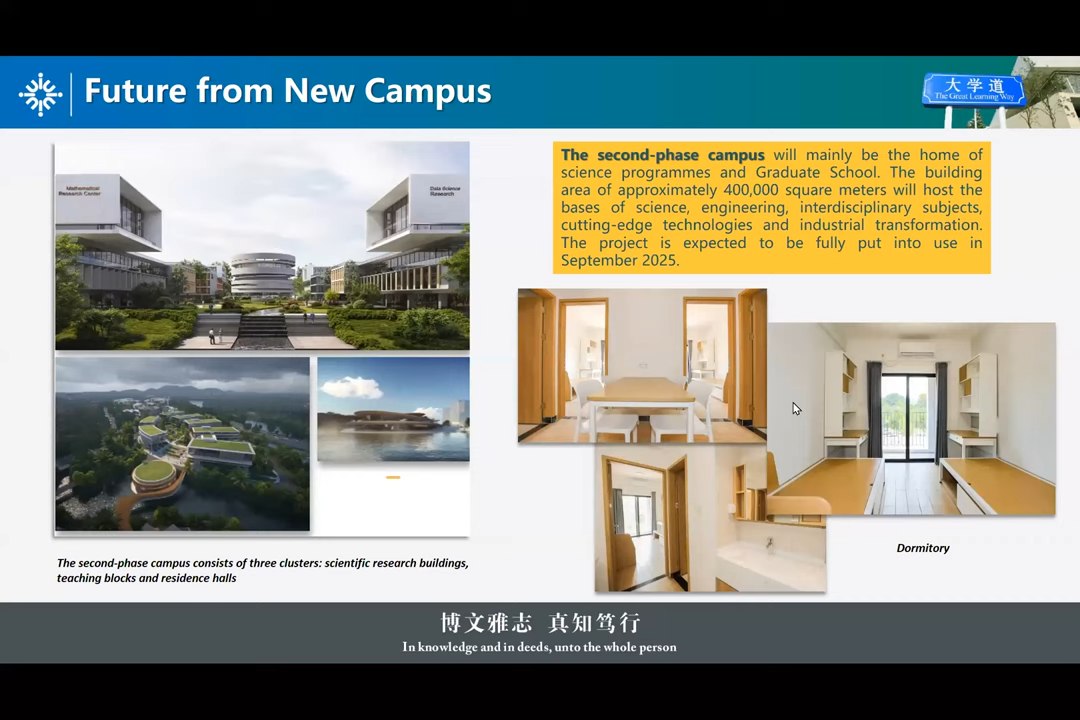 Future from New Campus
大学道
The Great Learning Way
Mathematical
Research Center
Data Science
Research
The second-phase campus will mainly be the home of
science programmes and Graduate School. The building
area of approximately 400,000 square meters will host the
bases of science, engineering, interdisciplinary subjects,
cutting-edge technologies and industrial transformation.
The project is expected to be fully put into use in
September 2025.
Dormitory
The second-phase campus consists of three clusters: scientific research buildings,
teaching blocks and residence halls
博文雅志 真知笃行
In knowledge and in deeds, unto the whole person